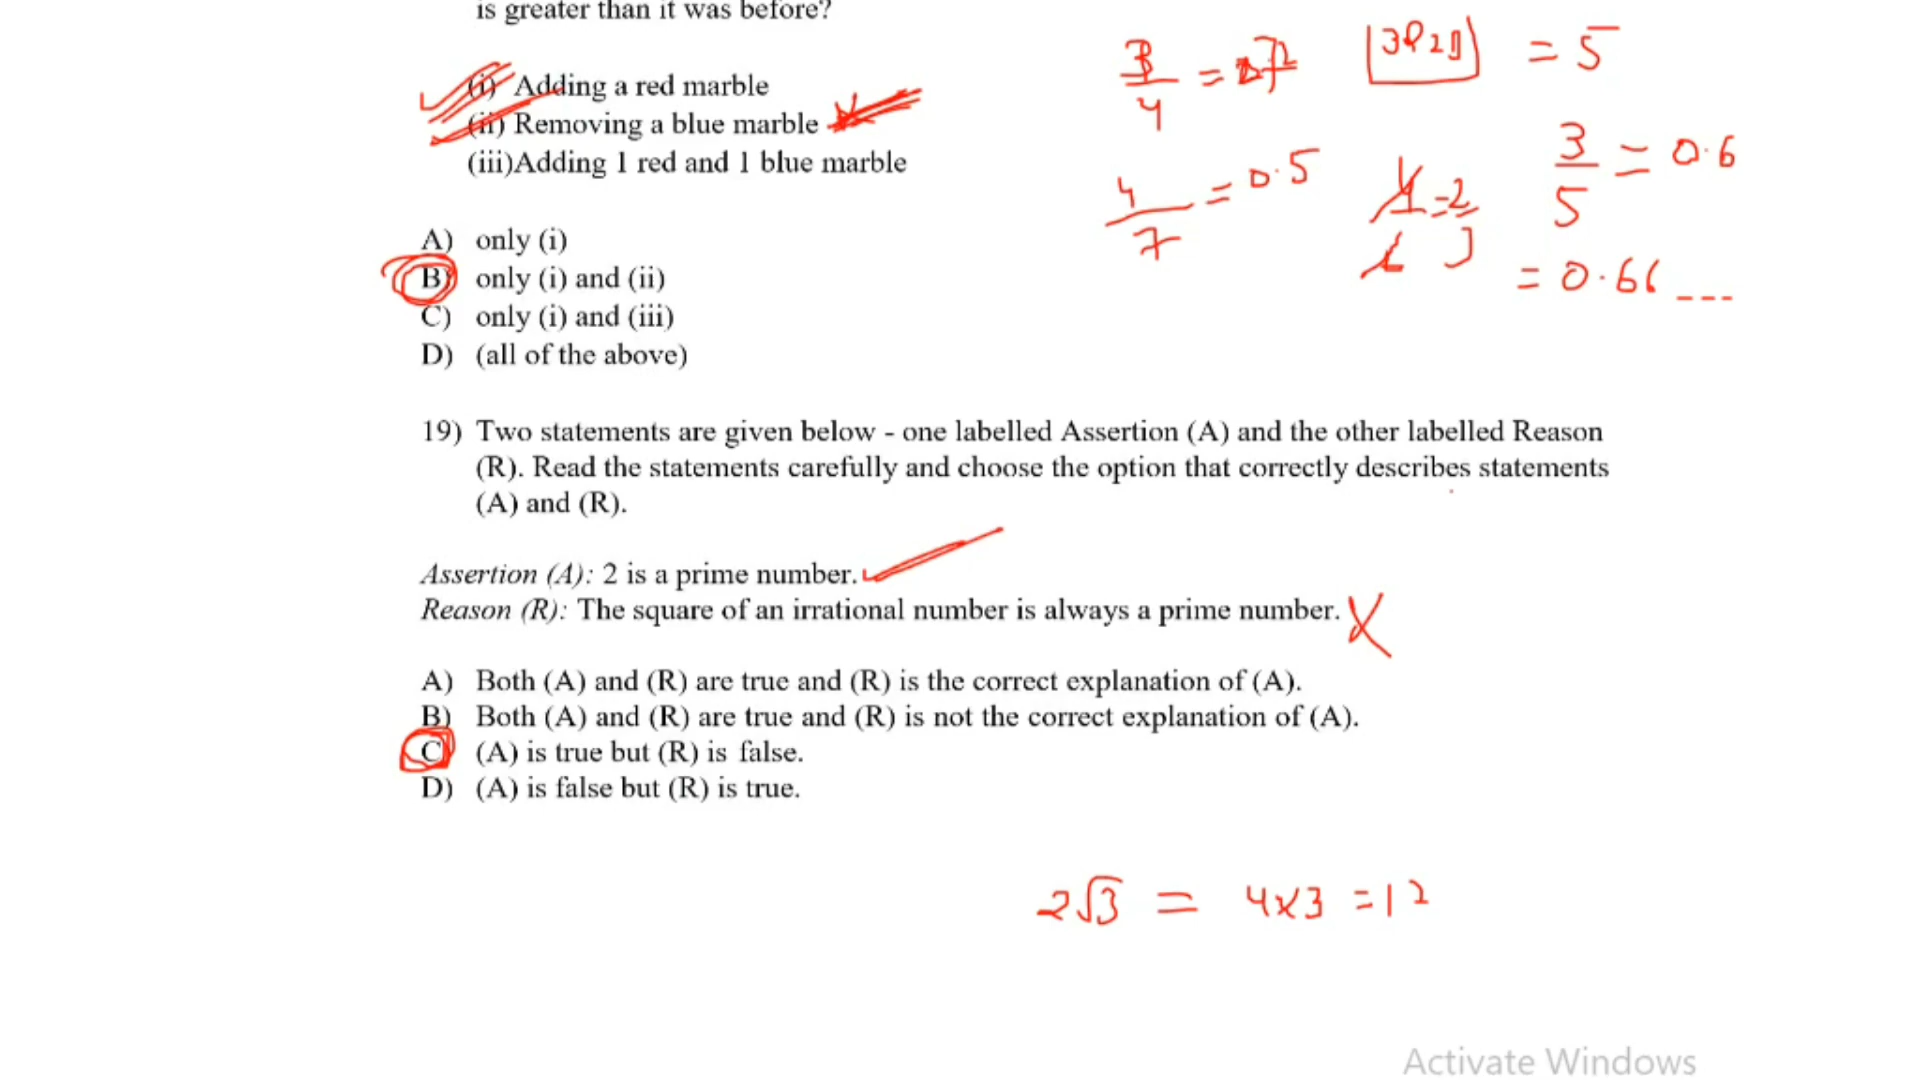 is greater than it was before?
(i) Adding a red marble
(ii) Removing a blue marble
(iii)Adding 1 red and 1 blue marble
A) only (i)
B) only (i) and (ii)
C) only (i) and (iii)
D) (all of the above)
= 5
3/5 = 0.6
4/7 = 0.5
= 0.66 ---
19) Two statements are given below - one labelled Assertion (A) and the other labelled Reason
(R). Read the statements carefully and choose the option that correctly describes statements
(A) and (R).
Assertion (A): 2 is a prime number.
Reason (R): The square of an irrational number is always a prime number.
A) Both (A) and (R) are true and (R) is the correct explanation of (A).
B) Both (A) and (R) are true and (R) is not the correct explanation of (A).
C) (A) is true but (R) is false.
D) (A) is false but (R) is true.
2√3 = 4x3 = 12
Activate Windows